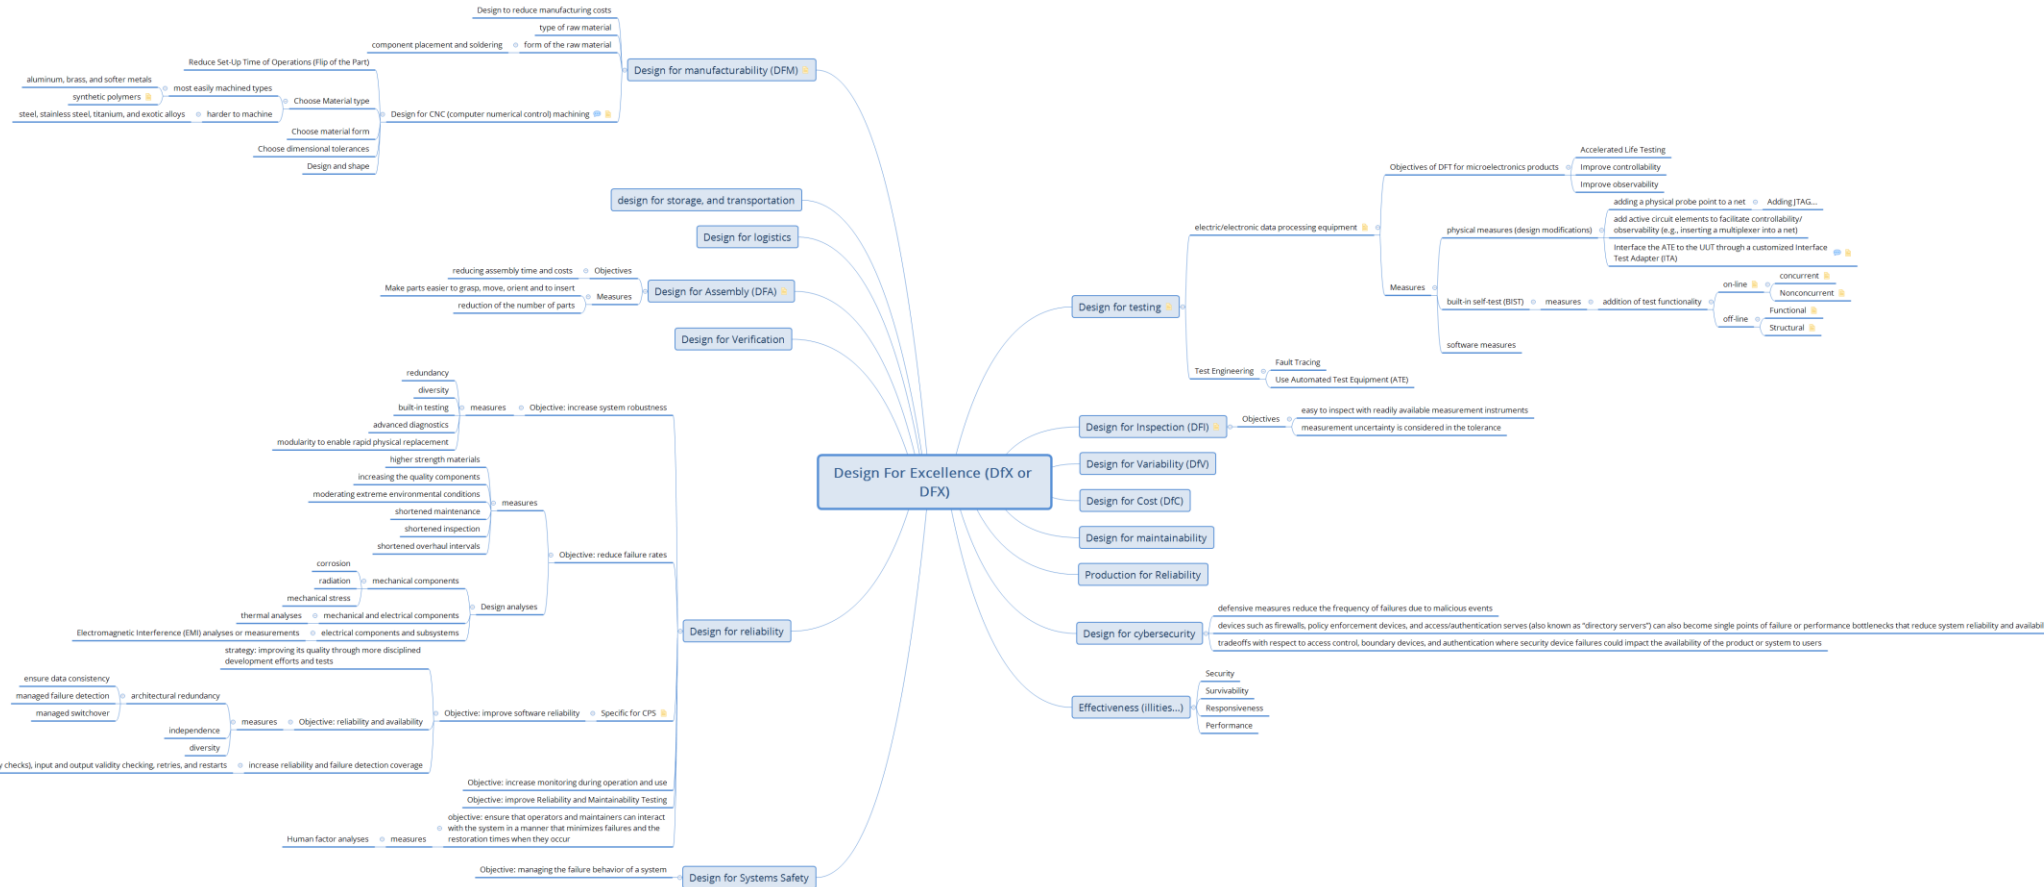 Design For Excellence (DfX or
DFX)
Design for manufacturability (DFM)
Design to reduce manufacturing costs
type of raw material
form of the raw material
component placement and soldering
Design for CNC (computer numerical control) machining
Reduce Set-Up Time of Operations (Flip of the Part)
Choose Material type
most easily machined types
aluminum, brass, and softer metals
synthetic polymers
harder to machine
steel, stainless steel, titanium, and exotic alloys
Choose material form
Choose dimensional tolerances
Design and shape
design for storage, and transportation
Design for logistics
Design for Assembly (DFA)
Objectives
reducing assembly time and costs
Measures
Make parts easier to grasp, move, orient and to insert
reduction of the number of parts
Design for Verification
Design for reliability
Objective: increase system robustness
measures
redundancy
diversity
built-in testing
advanced diagnostics
modularity to enable rapid physical replacement
Objective: reduce failure rates
measures
higher strength materials
increasing the quality components
moderating extreme environmental conditions
shortened maintenance
shortened inspection
shortened overhaul intervals
Design analyses
mechanical components
corrosion
radiation
mechanical stress
mechanical and electrical components
thermal analyses
electrical components and subsystems
Electromagnetic Interference (EMI) analyses or measurements
Specific for CPS
Objective: improve software reliability
strategy: improving its quality through more disciplined
development efforts and tests
Objective: reliability and availability
measures
architectural redundancy
ensure data consistency
managed failure detection
managed switchover
independence
diversity
increase reliability and failure detection coverage
y checks), input and output validity checking, retries, and restarts
Objective: increase monitoring during operation and use
Objective: improve Reliability and Maintainability Testing
objective: ensure that operators and maintainers can interact
with the system in a manner that minimizes failures and the
restoration times when they occur
measures
Human factor analyses
Design for Systems Safety
Objective: managing the failure behavior of a system
Design for testing
electric/electronic data processing equipment
Objectives of DFT for microelectronics products
Accelerated Life Testing
Improve controllability
Improve observability
Measures
physical measures (design modifications)
adding a physical probe point to a net
Adding JTAG...
add active circuit elements to facilitate controllability/
observability (e.g., inserting a multiplexer into a net)
Interface the ATE to the UUT through a customized Interface
Test Adapter (ITA)
built-in self-test (BIST)
measures
addition of test functionality
on-line
concurrent
Nonconcurrent
off-line
Functional
Structural
software measures
Test Engineering
Fault Tracing
Use Automated Test Equipment (ATE)
Design for Inspection (DFI)
Objectives
easy to inspect with readily available measurement instruments
measurement uncertainty is considered in the tolerance
Design for Variability (DfV)
Design for Cost (DfC)
Design for maintainability
Production for Reliability
Design for cybersecurity
defensive measures reduce the frequency of failures due to malicious events
devices such as firewalls, policy enforcement devices, and access/authentication serves (also known as “directory servers”) can also become single points of failure or performance bottlenecks that reduce system reliability and availabil
tradeoffs with respect to access control, boundary devices, and authentication where security device failures could impact the availability of the product or system to users
Effectiveness (illities...)
Security
Survivability
Responsiveness
Performance